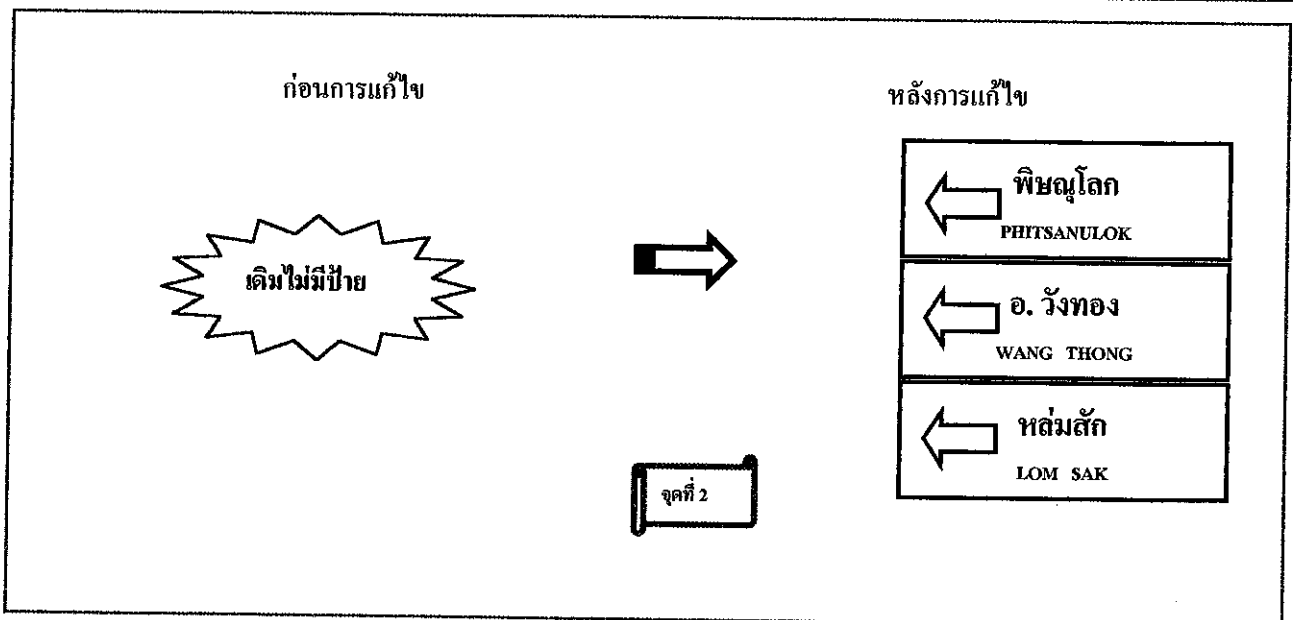 ก่อนการแก้ไข
หลังการแก้ไข
เดิมไม่มีป้าย
พิษณุโลก
PHITSANULOK
อ. วังทอง
WANG THONG
หล่มสัก
LOM SAK
จุดที่ 2